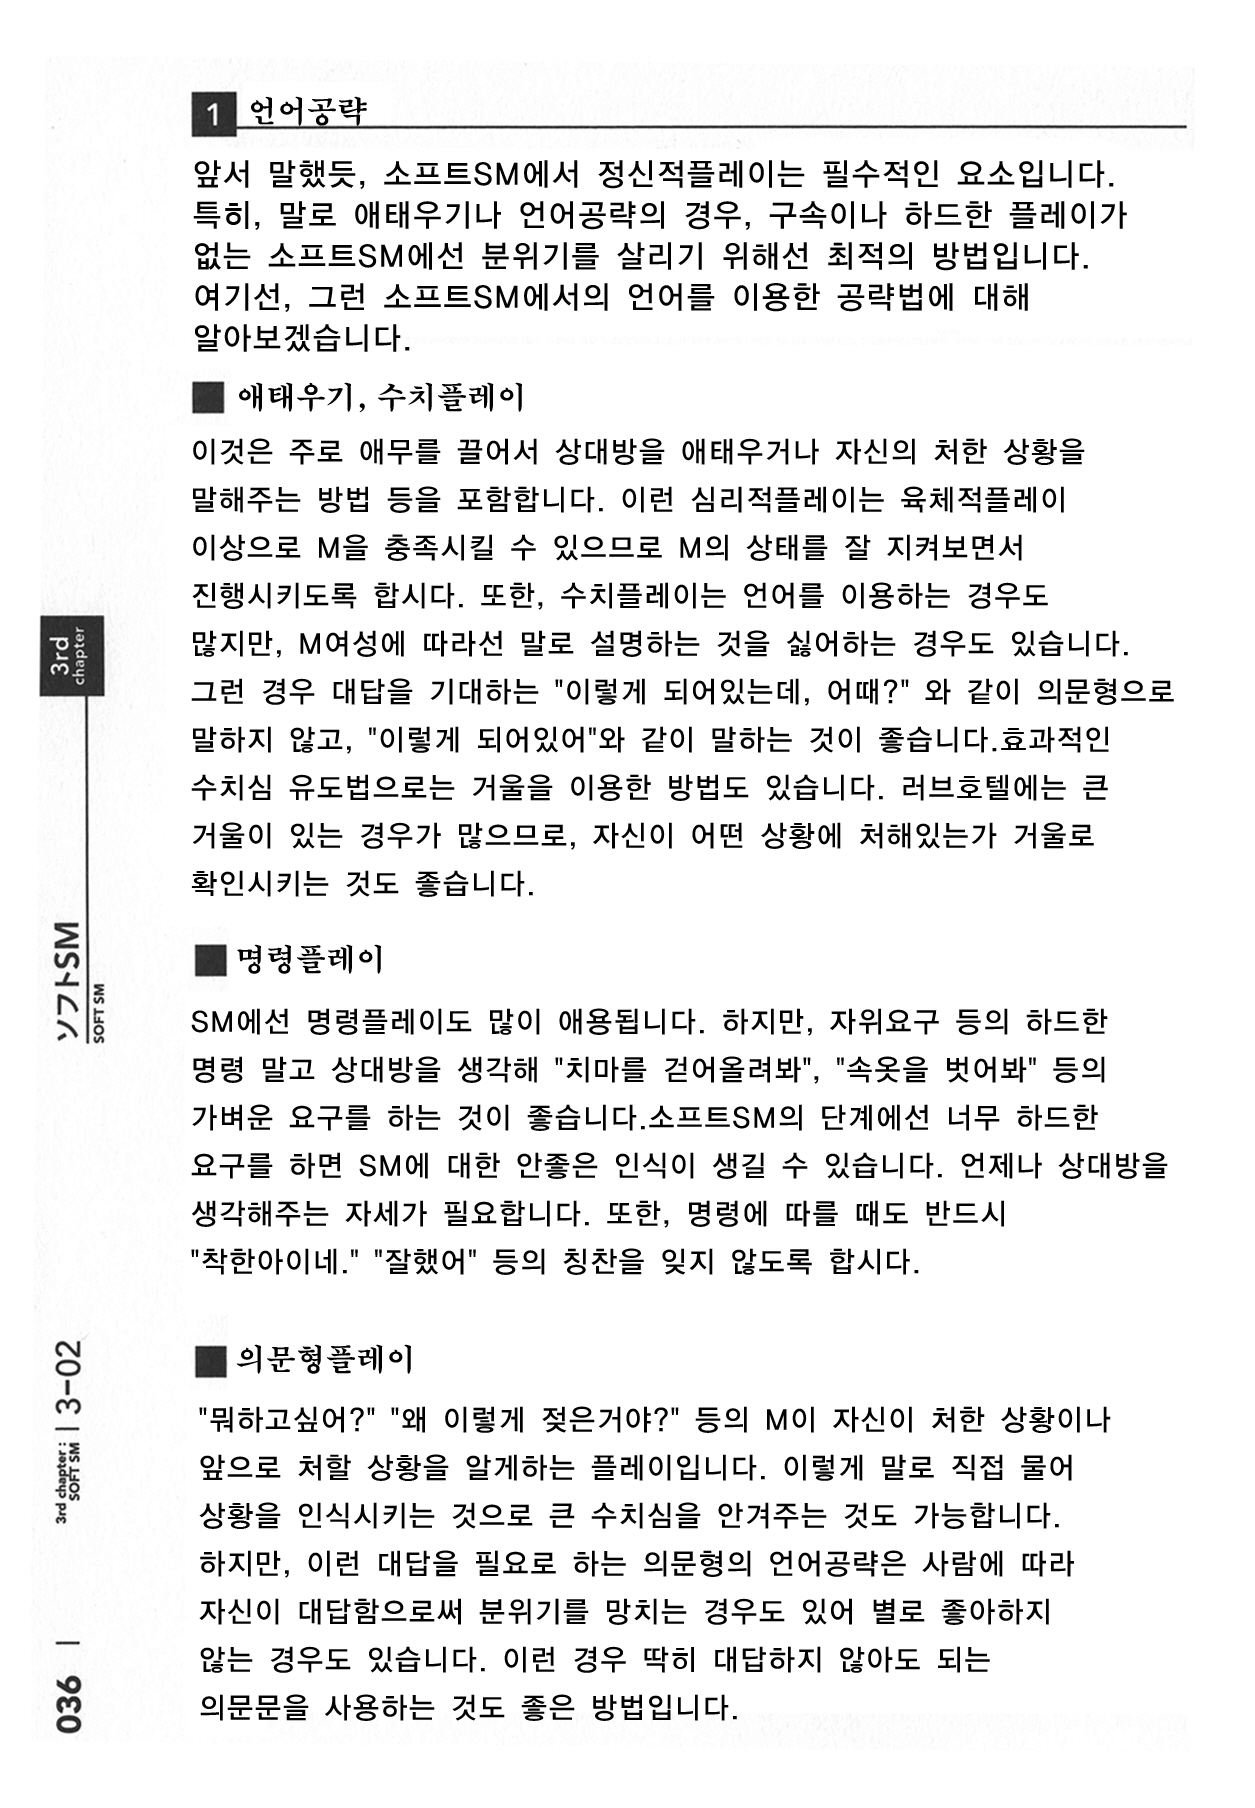 1 언어공략
앞서 말했듯, 소프트SM에서 정신적플레이는 필수적인 요소입니다.
특히, 말로 애태우기나 언어공략의 경우, 구속이나 하드한 플레이가
없는 소프트SM에선 분위기를 살리기 위해선 최적의 방법입니다.
여기선, 그런 소프트SM에서의 언어를 이용한 공략법에 대해
알아보겠습니다.
■ 애태우기, 수치플레이
이것은 주로 애무를 끌어서 상대방을 애태우거나 자신의 처한 상황을
말해주는 방법 등을 포함합니다. 이런 심리적플레이는 육체적플레이
이상으로 M을 충족시킬 수 있으므로 M의 상태를 잘 지켜보면서
진행시키도록 합시다. 또한, 수치플레이는 언어를 이용하는 경우도
많지만, M여성에 따라선 말로 설명하는 것을 싫어하는 경우도 있습니다.
그런 경우 대답을 기대하는 "이렇게 되어있는데, 어때?" 와 같이 의문형으로
말하지 않고, "이렇게 되어있어"와 같이 말하는 것이 좋습니다.효과적인
수치심 유도법으로는 거울을 이용한 방법도 있습니다. 러브호텔에는 큰
거울이 있는 경우가 많으므로, 자신이 어떤 상황에 처해있는가 거울로
확인시키는 것도 좋습니다.
■ 명령플레이
SM에선 명령플레이도 많이 애용됩니다. 하지만, 자위요구 등의 하드한
명령 말고 상대방을 생각해 "치마를 걷어올려봐", "속옷을 벗어봐" 등의
가벼운 요구를 하는 것이 좋습니다.소프트SM의 단계에선 너무 하드한
요구를 하면 SM에 대한 안좋은 인식이 생길 수 있습니다. 언제나 상대방을
생각해주는 자세가 필요합니다. 또한, 명령에 따를 때도 반드시
"착한아이네." "잘했어" 등의 칭찬을 잊지 않도록 합시다.
■ 의문형플레이
"뭐하고싶어?" "왜 이렇게 젖은거야?" 등의 M이 자신이 처한 상황이나
앞으로 처할 상황을 알게하는 플레이입니다. 이렇게 말로 직접 물어
상황을 인식시키는 것으로 큰 수치심을 안겨주는 것도 가능합니다.
하지만, 이런 대답을 필요로 하는 의문형의 언어공략은 사람에 따라
자신이 대답함으로써 분위기를 망치는 경우도 있어 별로 좋아하지
않는 경우도 있습니다. 이런 경우 딱히 대답하지 않아도 되는
의문문을 사용하는 것도 좋은 방법입니다.
3rd
chapter
ソフトSM
SOFT SM
3rd chapter :
SOFT SM
3-02
036